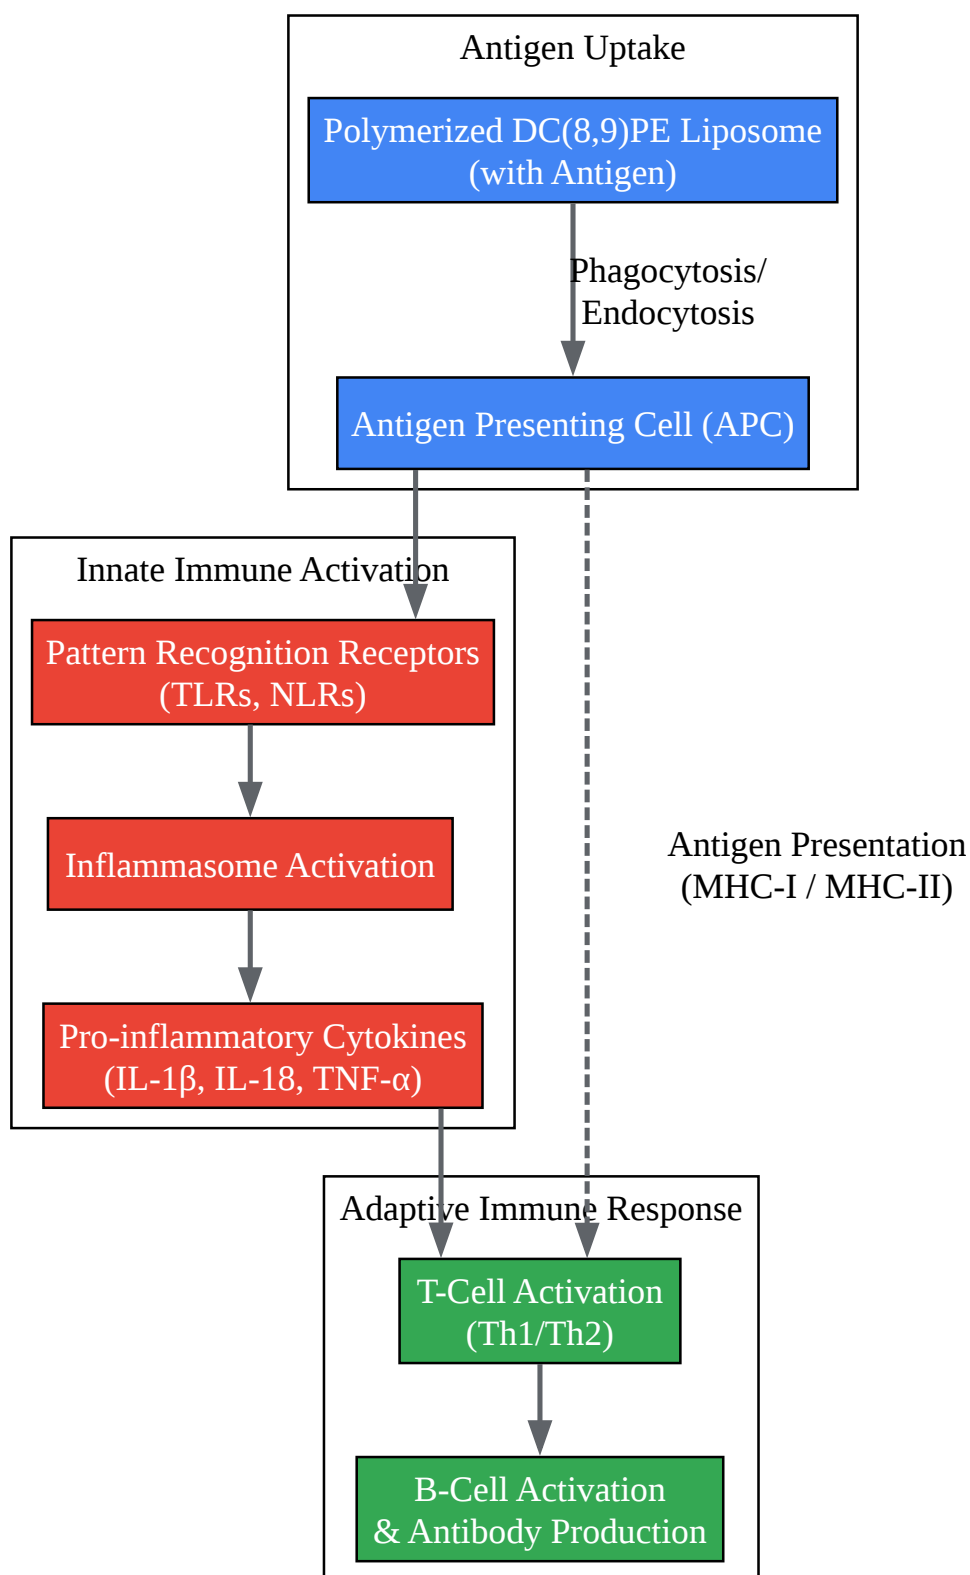 Antigen Uptake
Polymerized DC(8,9)PE Liposome
(with Antigen)
Phagocytosis/
Endocytosis
Antigen Presenting Cell (APC)
Innate Immune Activation
Pattern Recognition Receptors
(TLRs, NLRs)
Inflammasome Activation
Antigen Presentation
(MHC-I / MHC-II)
Pro-inflammatory Cytokines
(IL-1β, IL-18, TNF-α)
Adaptive Immune Response
T-Cell Activation
(Th1/Th2)
B-Cell Activation
& Antibody Production